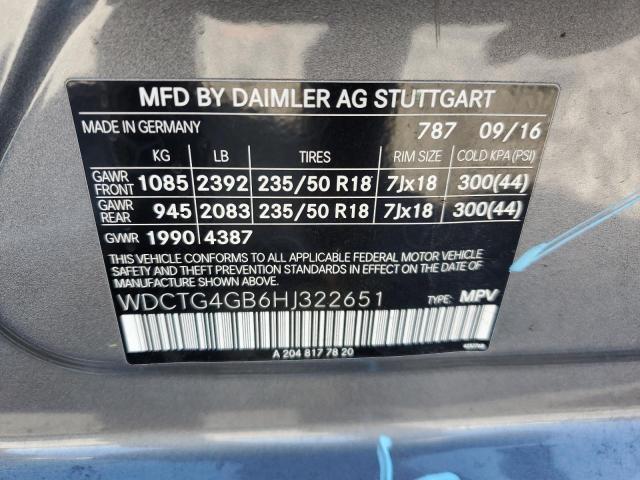 MFD BY DAIMLER AG STUTTGART
MADE IN GERMANY 787 09/16
KG LB TIRES RIM SIZE COLD KPA (PSI)
GAWR FRONT 1085 2392 235/50 R18 7Jx18 300(44)
GAWR REAR 945 2083 235/50 R18 7Jx18 300(44)
GVWR 1990 4387
THIS VEHICLE CONFORMS TO ALL APPLICABLE FEDERAL MOTOR VEHICLE
SAFETY AND THEFT PREVENTION STANDARDS IN EFFECT ON THE DATE OF
MANUFACTURE SHOWN ABOVE.
WDCTG4GB6HJ322651 TYPE: MPV
A 204 817 78 20